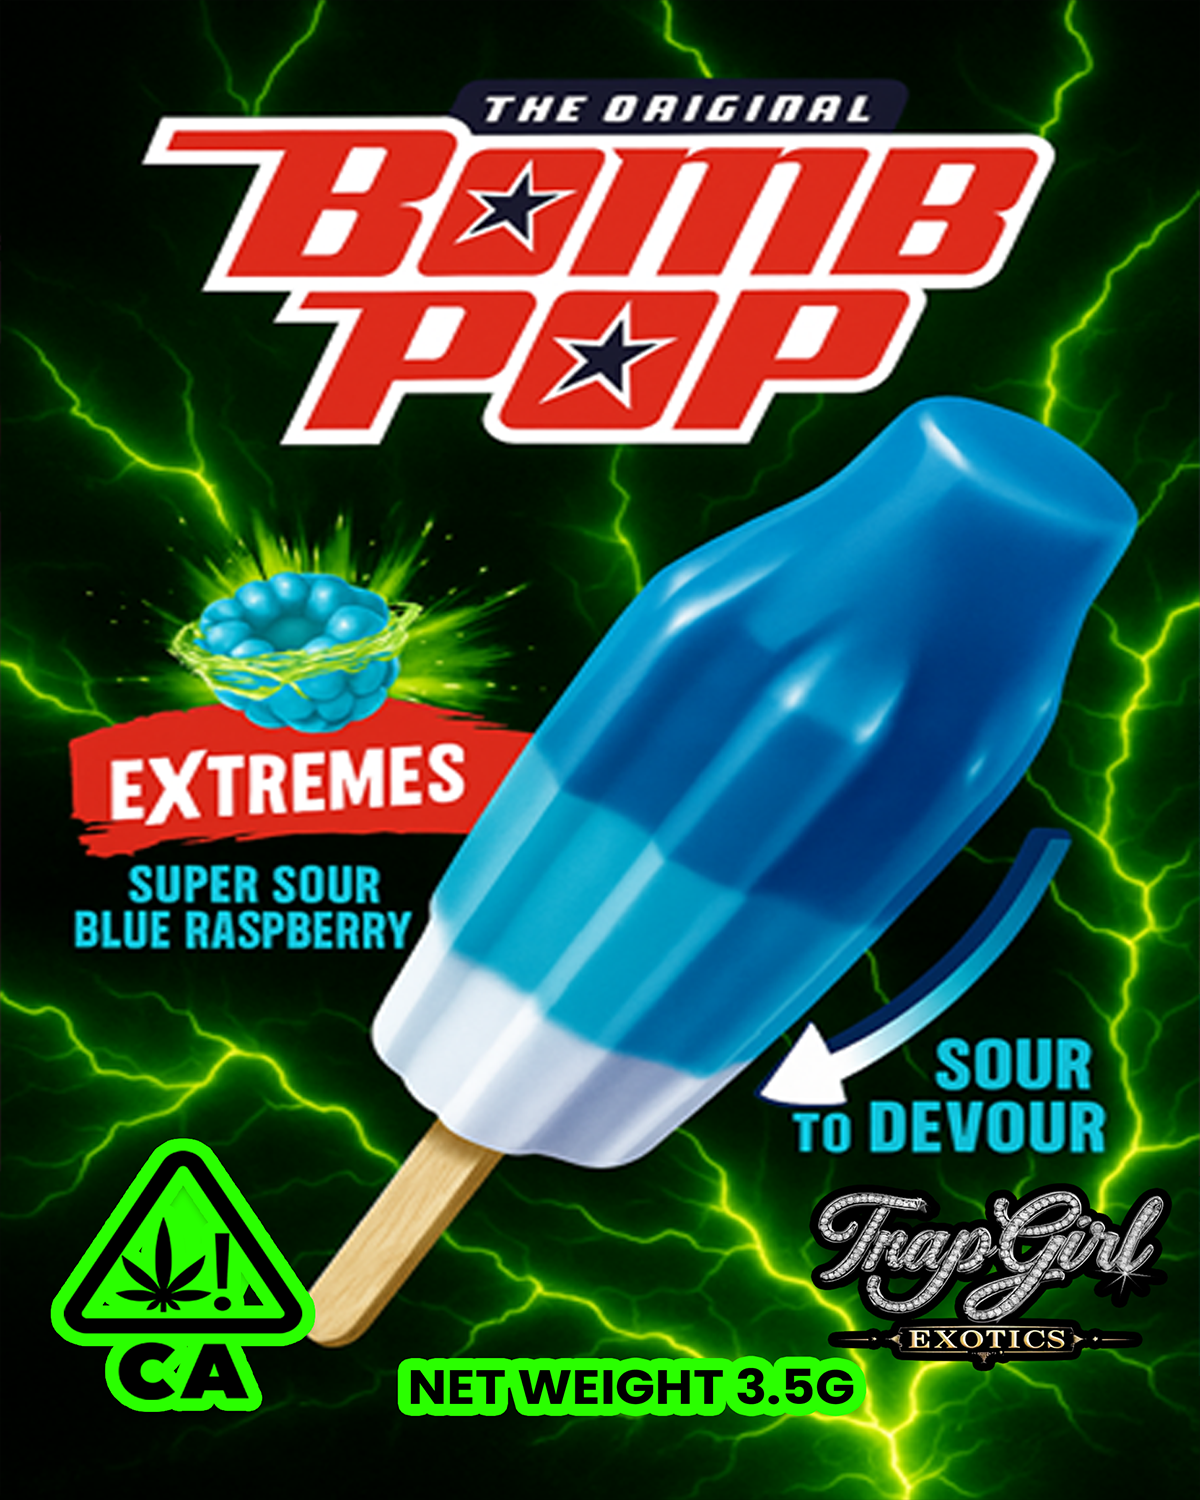 THE ORIGINAL
BOMB
POP
EXTREMES
SUPER SOUR
BLUE RASPBERRY
SOUR
TO DEVOUR
TrapGirl
EXOTICS
!
CA
NET WEIGHT 3.5G